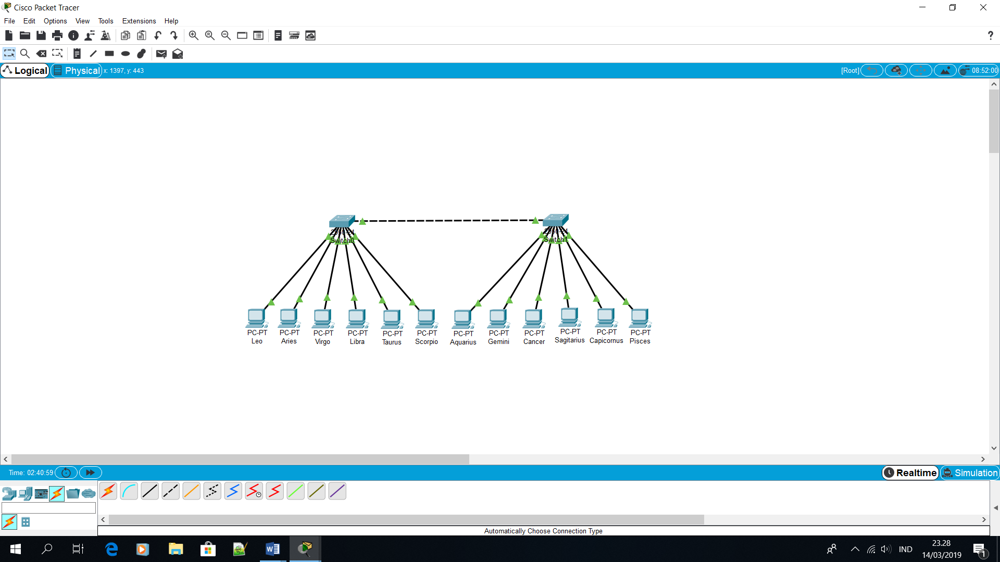 Cisco Packet Tracer
File Edit Options View Tools Extensions Help
Logical Physical x: 1397, y: 443 [Root] 08:52:00
Switch0 Switch1
PC-PT PC-PT PC-PT PC-PT PC-PT PC-PT PC-PT PC-PT PC-PT PC-PT PC-PT PC-PT
Leo Aries Virgo Libra Taurus Scorpio Aquarius Gemini Cancer Sagitarius Capicornus Pisces
Time: 02:40:59 Realtime Simulation
Automatically Choose Connection Type
IND 23.28
14/03/2019
1